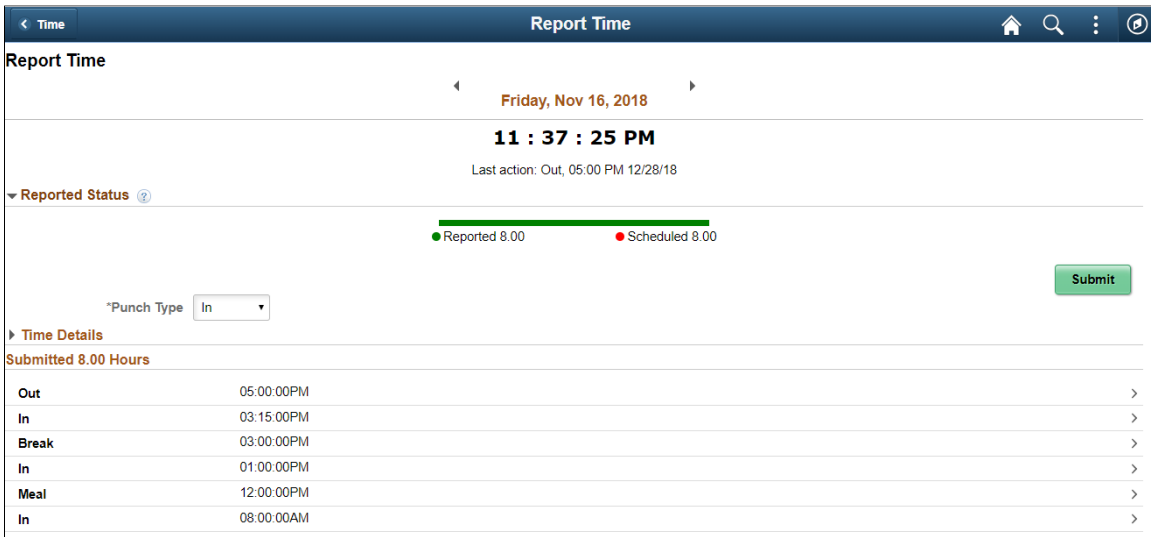 Time Report Time
Report Time
Friday, Nov 16, 2018
11 : 37 : 25 PM
Last action: Out, 05:00 PM 12/28/18
Reported Status ?
Reported 8.00 Scheduled 8.00
Submit
*Punch Type In
Time Details
Submitted 8.00 Hours
Out 05:00:00PM
In 03:15:00PM
Break 03:00:00PM
In 01:00:00PM
Meal 12:00:00PM
In 08:00:00AM